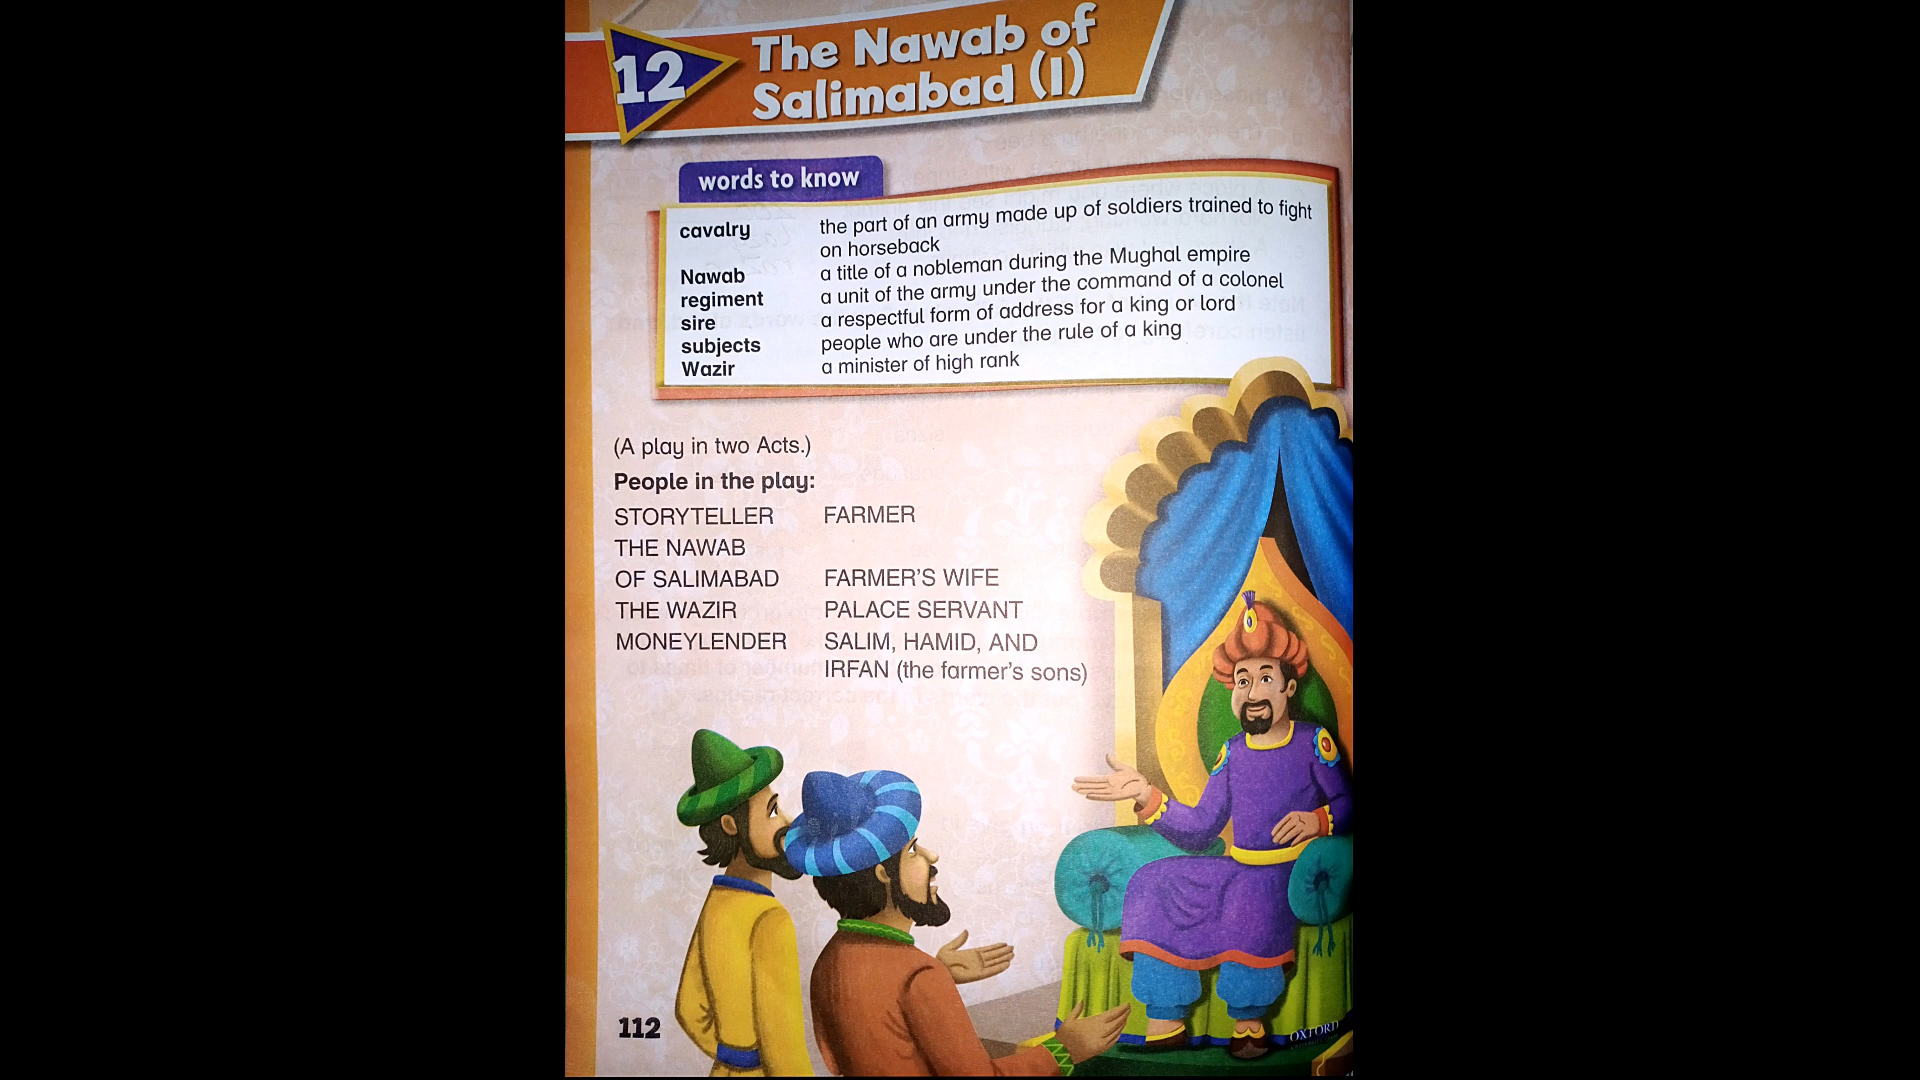 12
The Nawab of
Salimabad (I)
words to know
cavalry the part of an army made up of soldiers trained to fight
on horseback
Nawab a title of a nobleman during the Mughal empire
regiment a unit of the army under the command of a colonel
sire a respectful form of address for a king or lord
subjects people who are under the rule of a king
Wazir a minister of high rank
(A play in two Acts.)
People in the play:
STORYTELLER FARMER
THE NAWAB
OF SALIMABAD FARMER'S WIFE
THE WAZIR PALACE SERVANT
MONEYLENDER SALIM, HAMID, AND
IRFAN (the farmer's sons)
112
OXFORD